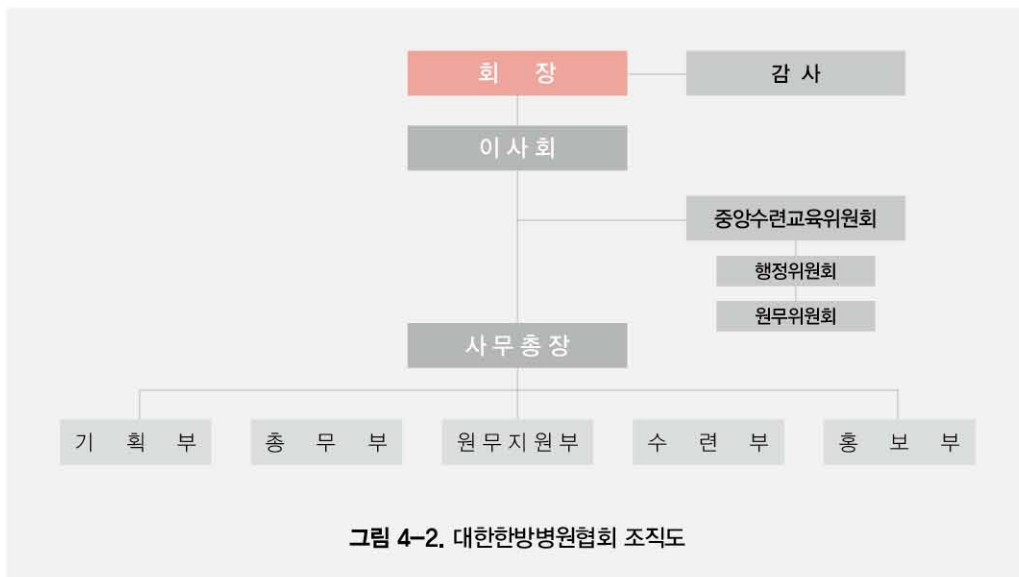 회 장
감 사
이사회
중앙수련교육위원회
행정위원회
원무위원회
사무총장
기 획 부
총 무 부
원무지원부
수 련 부
홍 보 부
그림 4-2. 대한한방병원협회 조직도